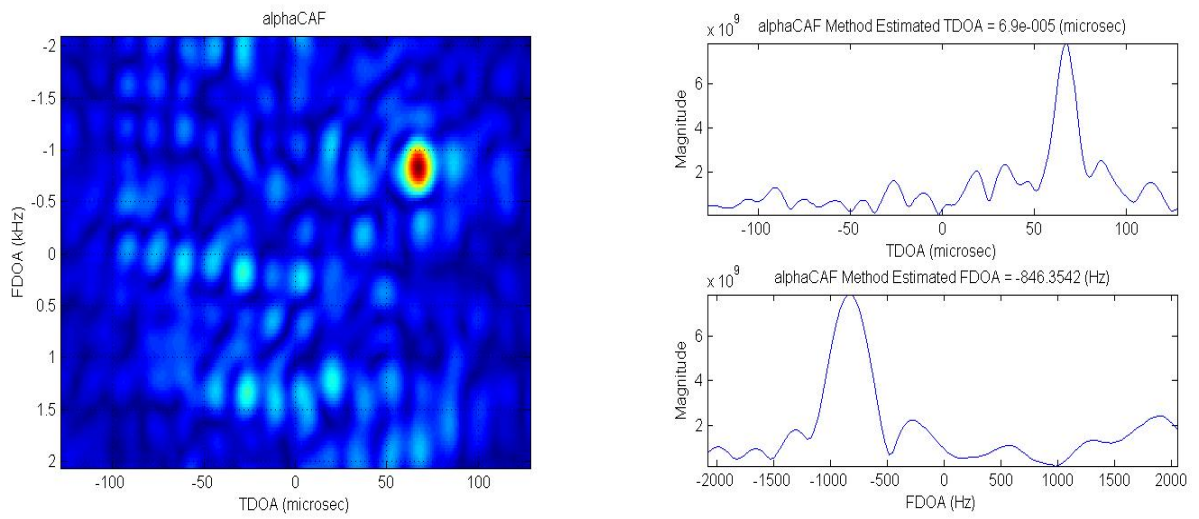 alphaCAF
-2
-1.5
-1
-0.5
0
0.5
1
1.5
2
FDOA (kHz)
-100 -50 0 50 100
TDOA (microsec)
x 10^9
alphaCAF Method Estimated TDOA = 6.9e-005 (microsec)
6
4
2
Magnitude
-100 -50 0 50 100
TDOA (microsec)
x 10^9
alphaCAF Method Estimated FDOA = -846.3542 (Hz)
6
4
2
Magnitude
-2000 -1500 -1000 -500 0 500 1000 1500 2000
FDOA (Hz)